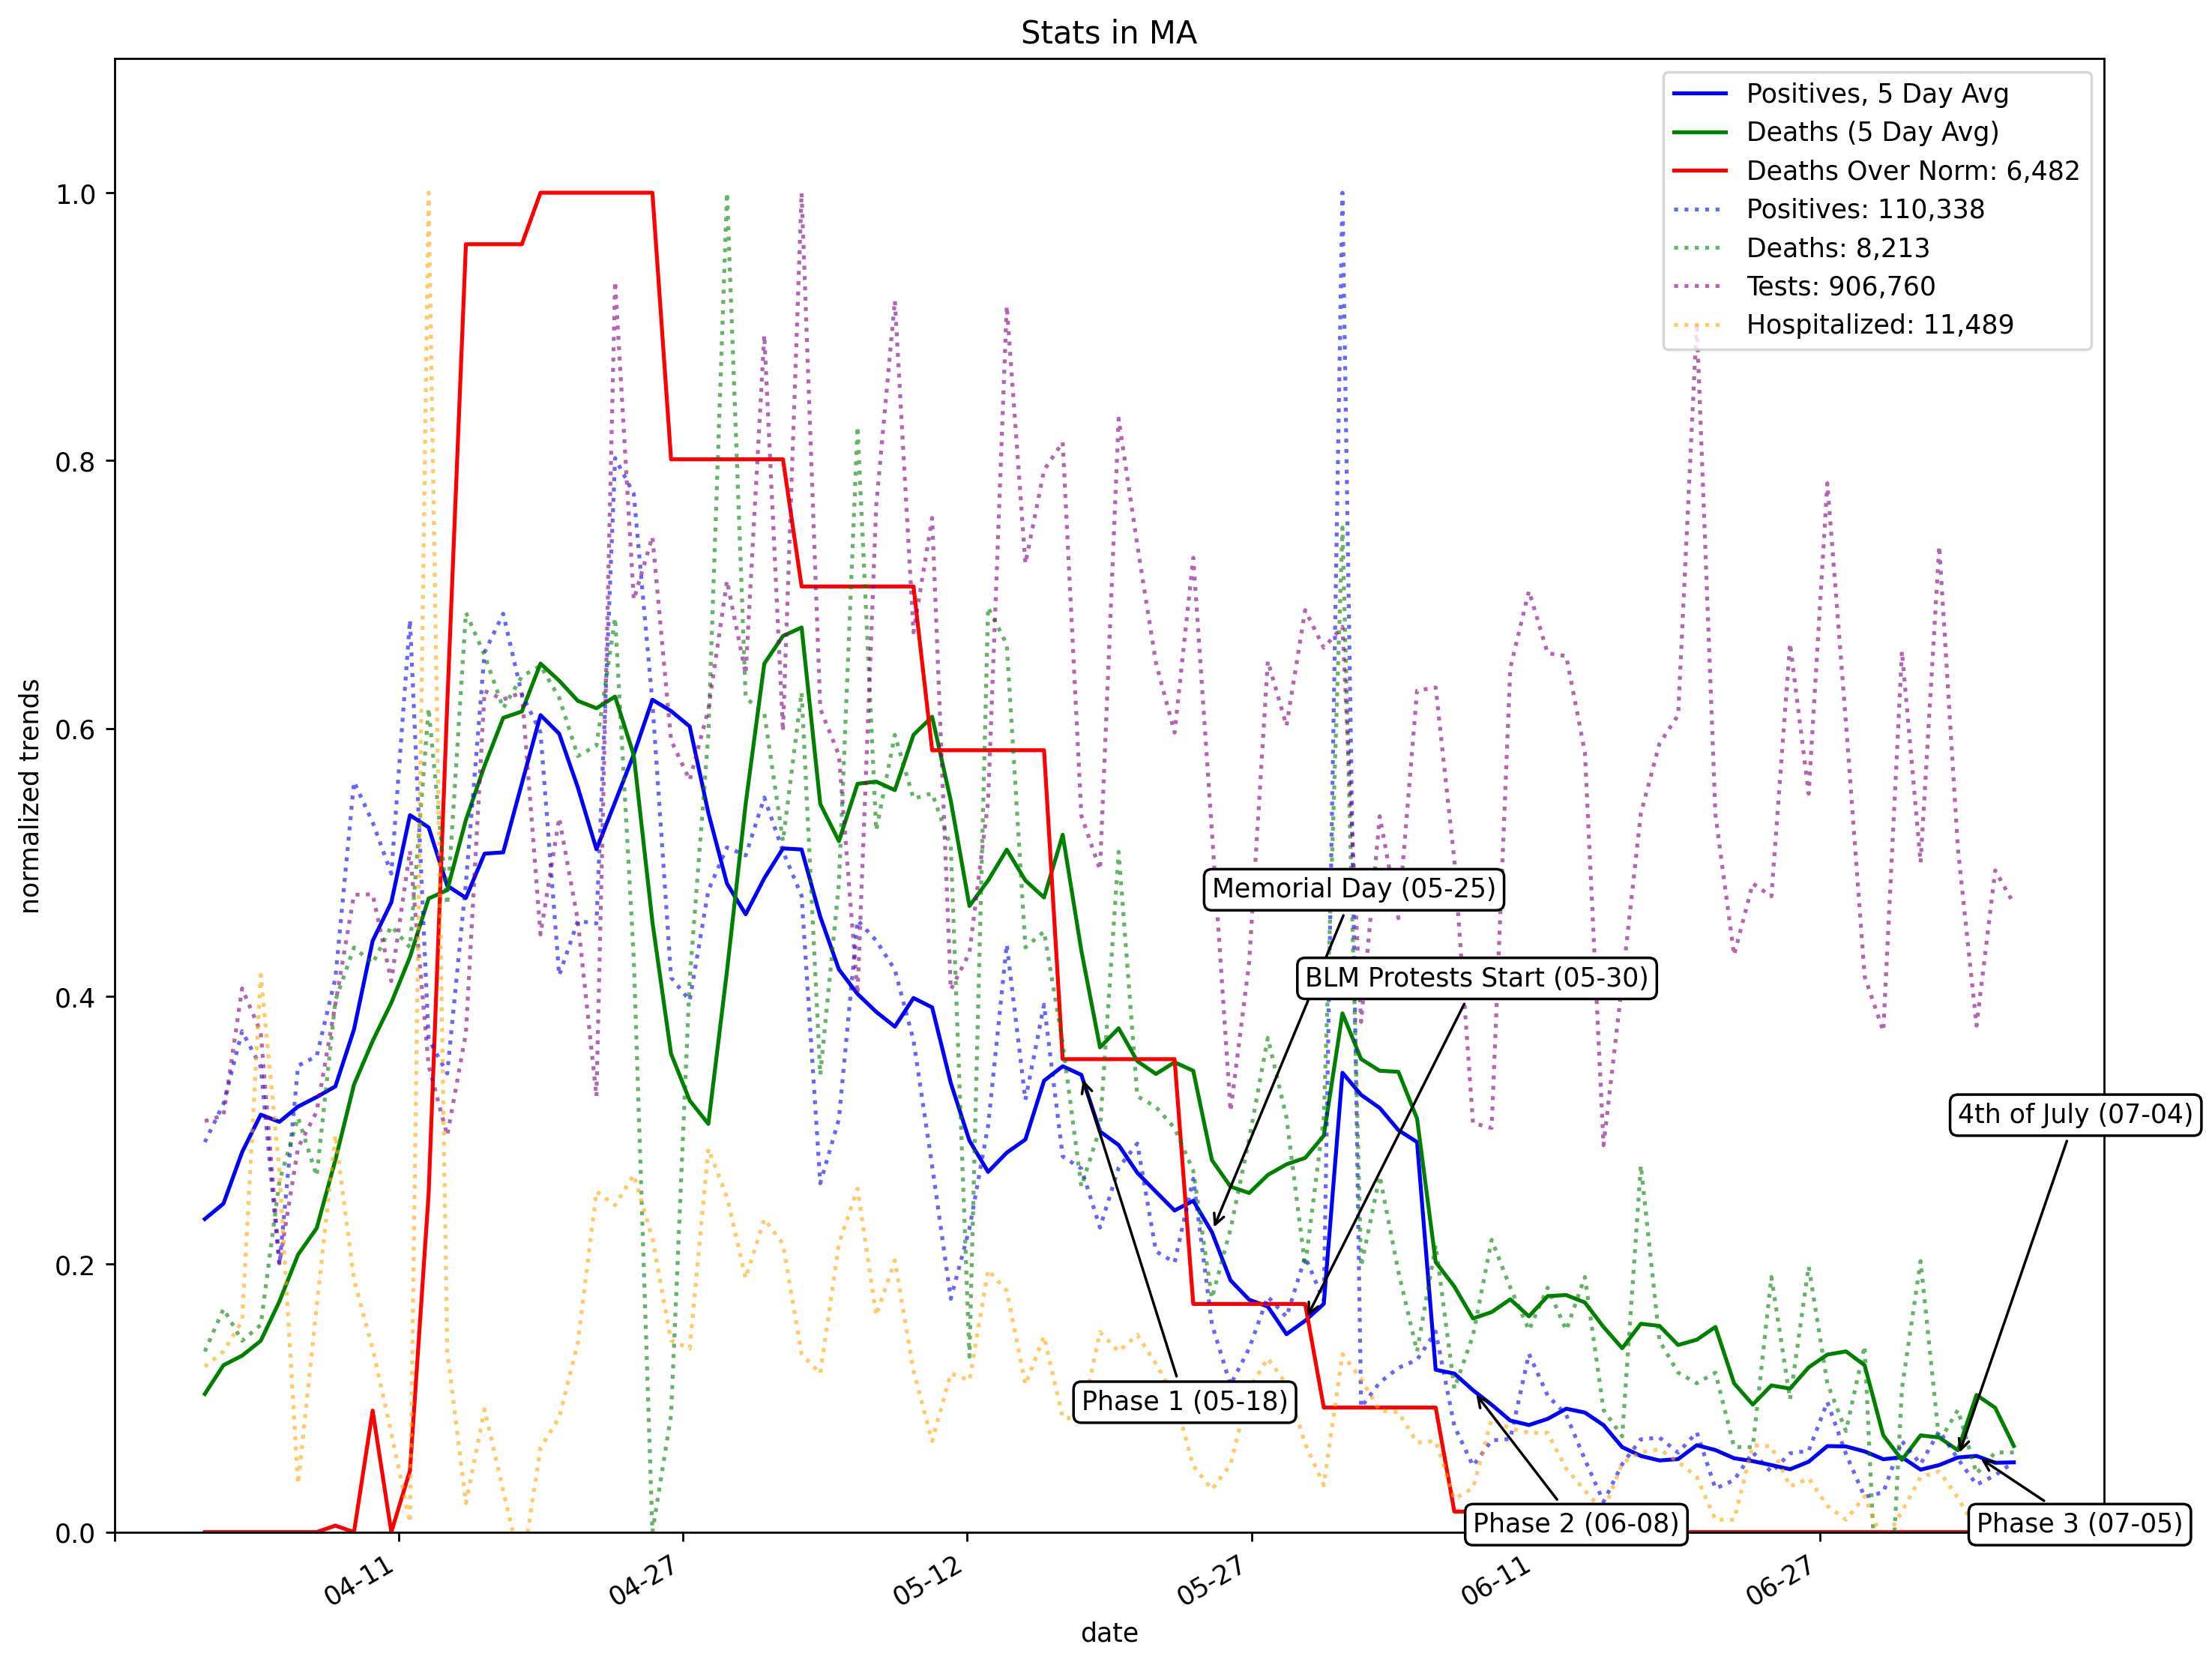 Stats in MA
Positives, 5 Day Avg
Deaths (5 Day Avg)
Deaths Over Norm: 6,482
Positives: 110,338
Deaths: 8,213
Tests: 906,760
Hospitalized: 11,489
1.0
0.8
0.6
0.4
0.2
0.0
normalized trends
Memorial Day (05-25)
BLM Protests Start (05-30)
4th of July (07-04)
Phase 1 (05-18)
Phase 2 (06-08)
Phase 3 (07-05)
04-11
04-27
05-12
05-27
06-11
06-27
date